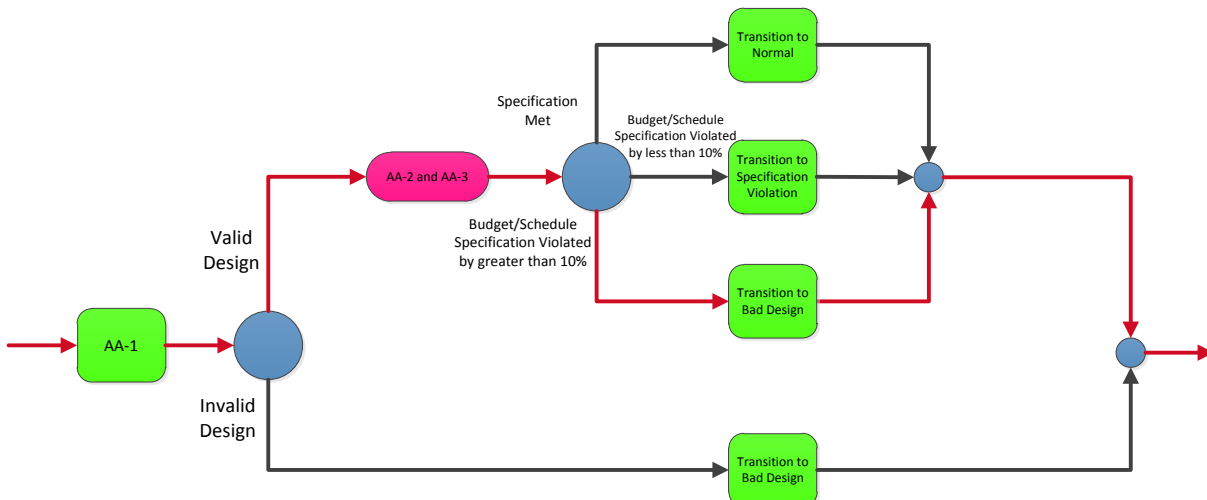 Transition to
Normal
Specification
Met
Budget/Schedule
Specification Violated
by less than 10%
Transition to
Specification
Violation
AA-2 and AA-3
Budget/Schedule
Specification Violated
by greater than 10%
Valid
Design
Transition to
Bad Design
AA-1
Invalid
Design
Transition to
Bad Design